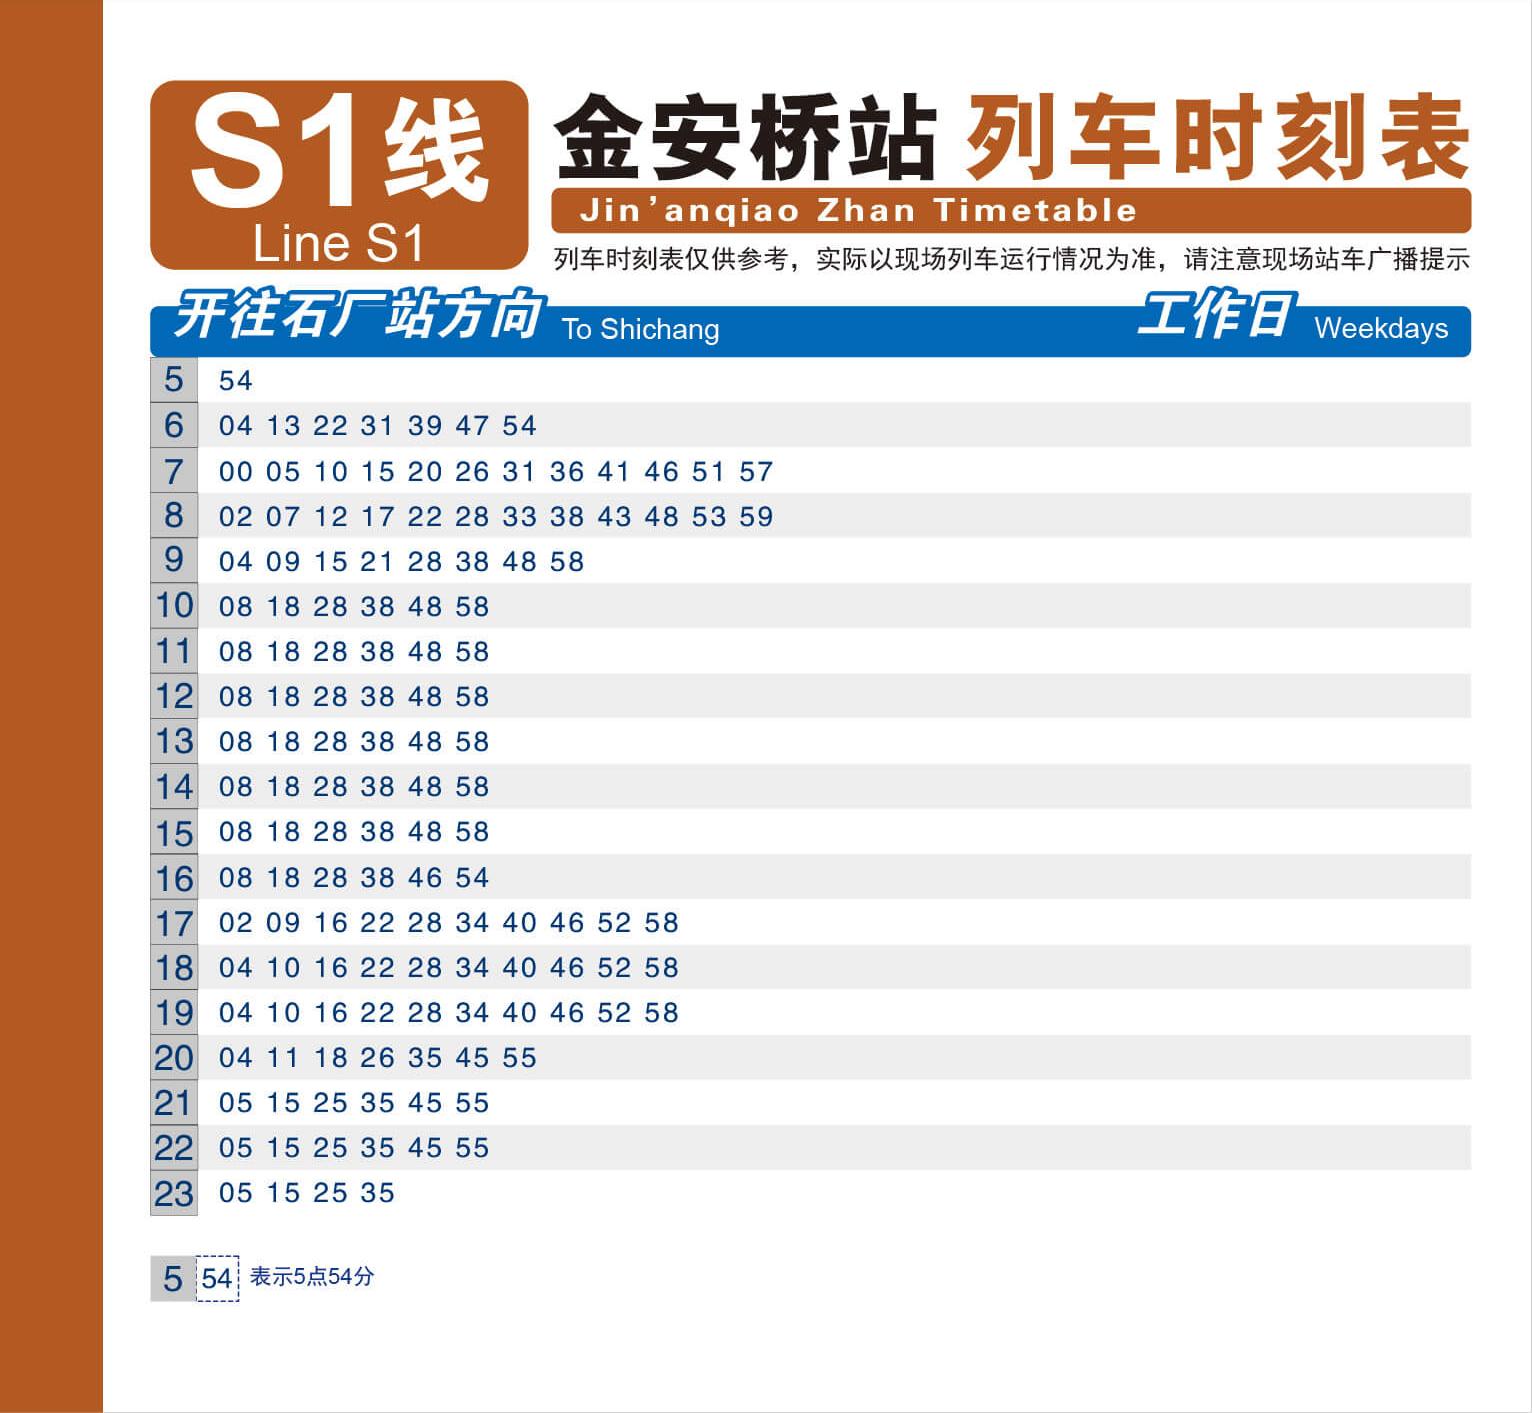 S1线
Line S1
金安桥站 列车时刻表
Jin'anqiao Zhan Timetable
列车时刻表仅供参考，实际以现场列车运行情况为准，请注意现场站车广播提示
开往石厂站方向 To Shichang 工作日 Weekdays
5 54
6 04 13 22 31 39 47 54
7 00 05 10 15 20 26 31 36 41 46 51 57
8 02 07 12 17 22 28 33 38 43 48 53 59
9 04 09 15 21 28 38 48 58
10 08 18 28 38 48 58
11 08 18 28 38 48 58
12 08 18 28 38 48 58
13 08 18 28 38 48 58
14 08 18 28 38 48 58
15 08 18 28 38 48 58
16 08 18 28 38 46 54
17 02 09 16 22 28 34 40 46 52 58
18 04 10 16 22 28 34 40 46 52 58
19 04 10 16 22 28 34 40 46 52 58
20 04 11 18 26 35 45 55
21 05 15 25 35 45 55
22 05 15 25 35 45 55
23 05 15 25 35
5 54 表示5点54分